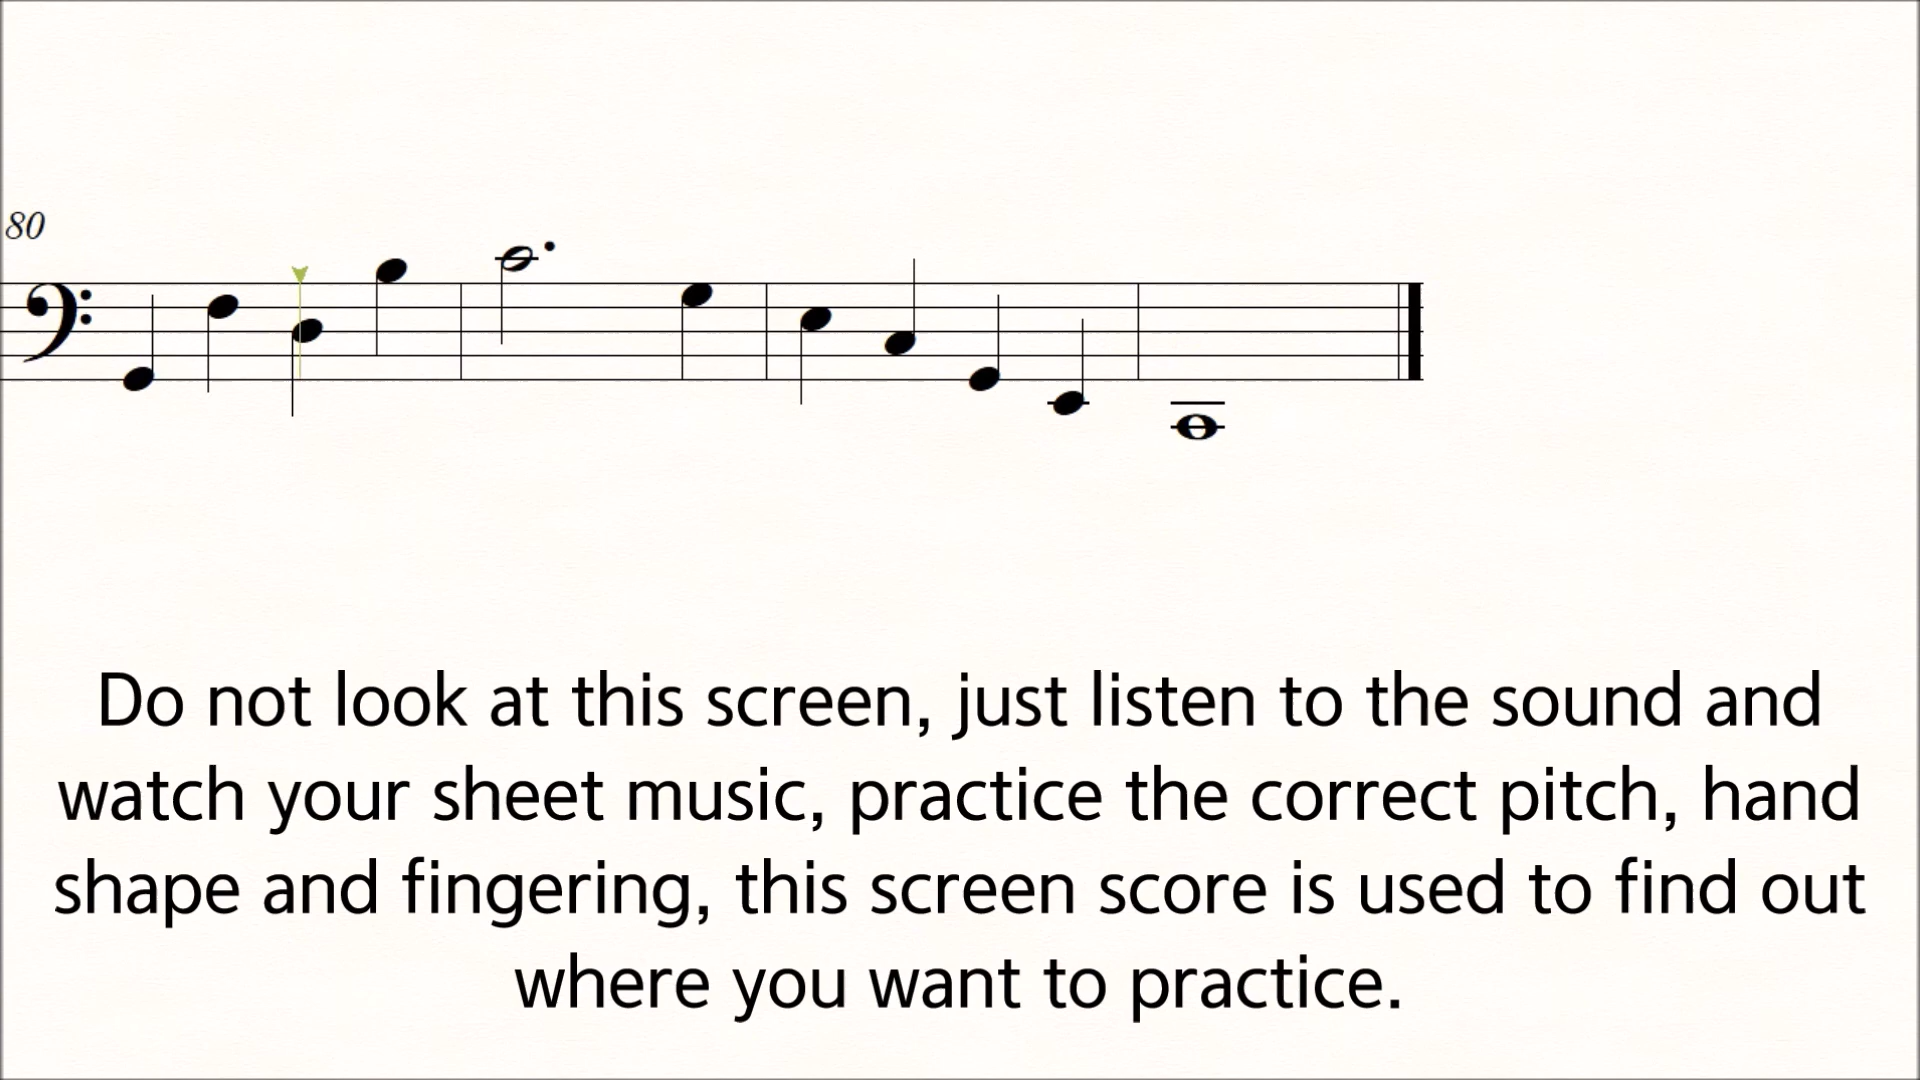 80
Do not look at this screen, just listen to the sound and
watch your sheet music, practice the correct pitch, hand
shape and fingering, this screen score is used to find out
where you want to practice.